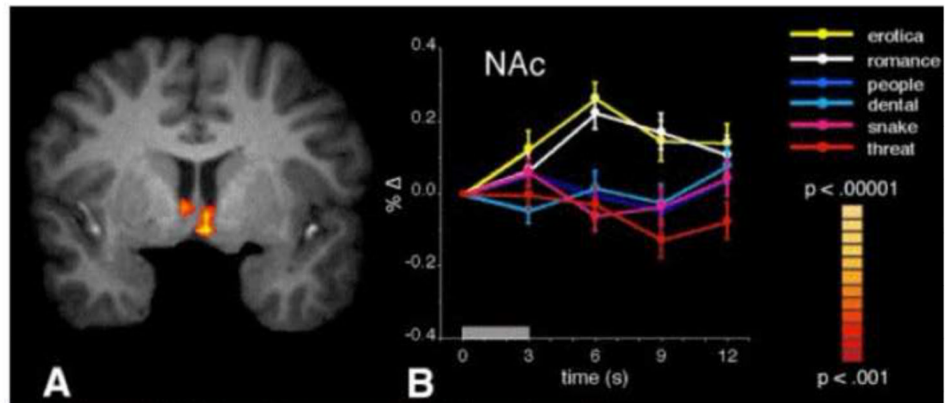 A
B
NAc
% Δ
0.4
0.2
0.0
-0.2
-0.4
0
3
6
9
12
time (s)
erotica
romance
people
dental
snake
threat
p < .00001
p < .001